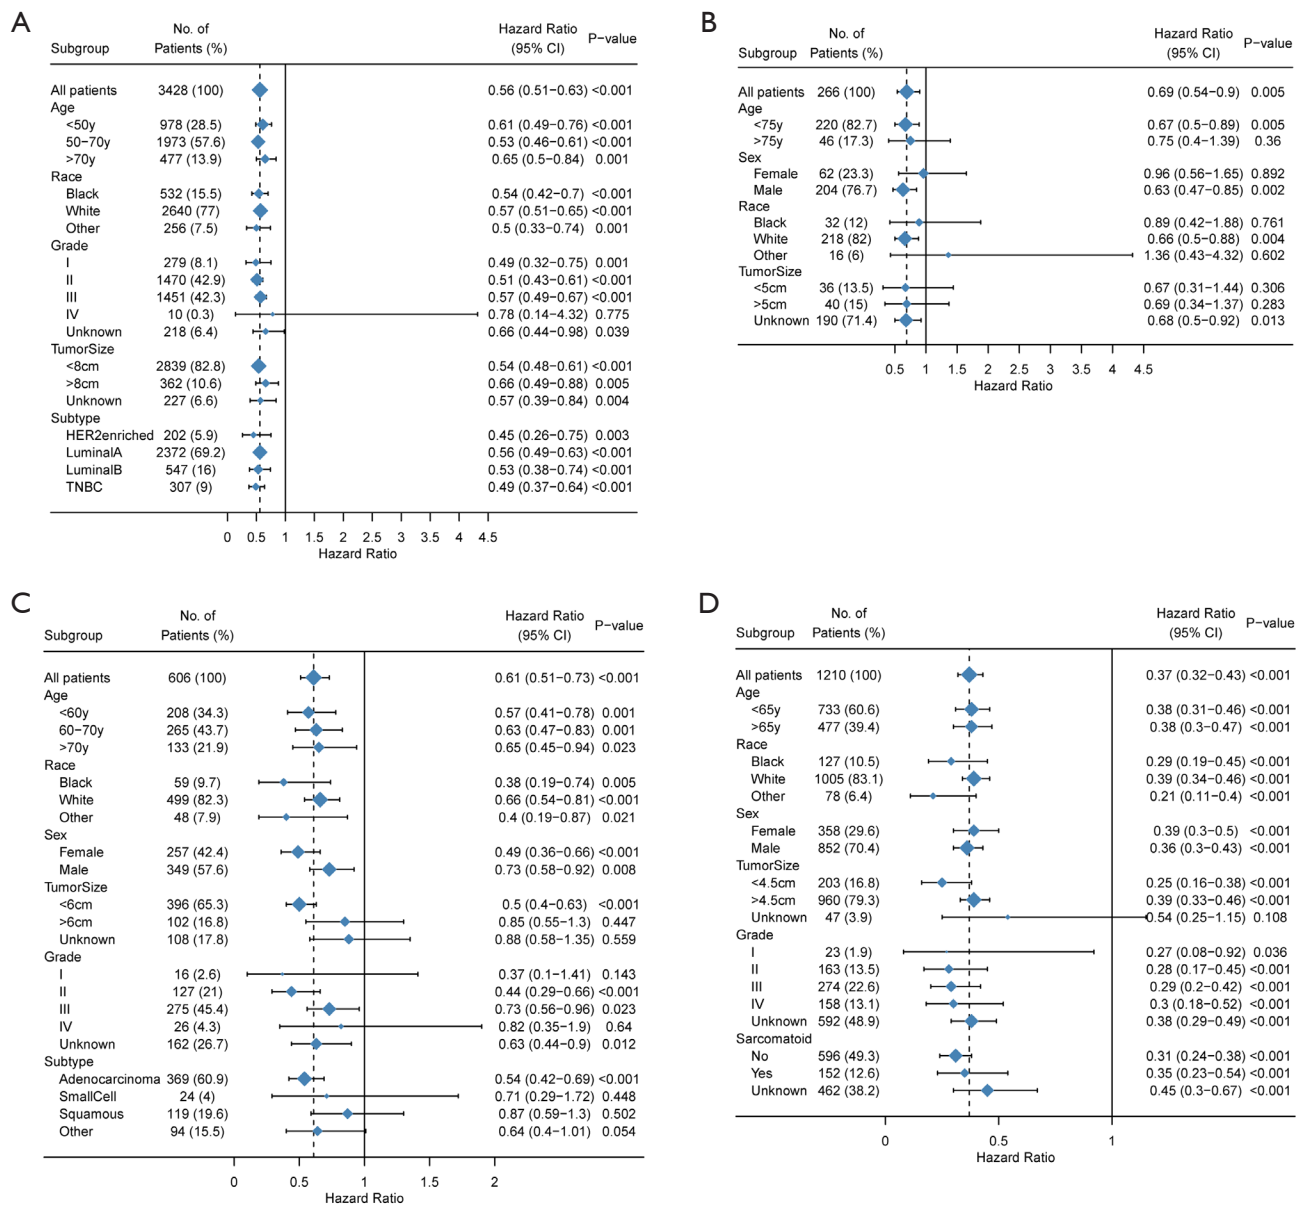 A
No. of Hazard Ratio
Subgroup Patients (%) (95% CI) P−value
All patients 3428 (100) 0.56 (0.51−0.63) <0.001
Age
<50y 978 (28.5) 0.61 (0.49−0.76) <0.001
50−70y 1973 (57.6) 0.53 (0.46−0.61) <0.001
>70y 477 (13.9) 0.65 (0.5−0.84) 0.001
Race
Black 532 (15.5) 0.54 (0.42−0.7) <0.001
White 2640 (77) 0.57 (0.51−0.65) <0.001
Other 256 (7.5) 0.5 (0.33−0.74) 0.001
Grade
I 279 (8.1) 0.49 (0.32−0.75) 0.001
II 1470 (42.9) 0.51 (0.43−0.61) <0.001
III 1451 (42.3) 0.57 (0.49−0.67) <0.001
IV 10 (0.3) 0.78 (0.14−4.32) 0.775
Unknown 218 (6.4) 0.66 (0.44−0.98) 0.039
TumorSize
<8cm 2839 (82.8) 0.54 (0.48−0.61) <0.001
>8cm 362 (10.6) 0.66 (0.49−0.88) 0.005
Unknown 227 (6.6) 0.57 (0.39−0.84) 0.004
Subtype
HER2enriched 202 (5.9) 0.45 (0.26−0.75) 0.003
LuminalA 2372 (69.2) 0.56 (0.49−0.63) <0.001
LuminalB 547 (16) 0.53 (0.38−0.74) <0.001
TNBC 307 (9) 0.49 (0.37−0.64) <0.001
0 0.5 1 1.5 2 2.5 3 3.5 4 4.5
Hazard Ratio
B
No. of Hazard Ratio
Subgroup Patients (%) (95% CI) P−value
All patients 266 (100) 0.69 (0.54−0.9) 0.005
Age
<75y 220 (82.7) 0.67 (0.5−0.89) 0.005
>75y 46 (17.3) 0.75 (0.4−1.39) 0.36
Sex
Female 62 (23.3) 0.96 (0.56−1.65) 0.892
Male 204 (76.7) 0.63 (0.47−0.85) 0.002
Race
Black 32 (12) 0.89 (0.42−1.88) 0.761
White 218 (82) 0.66 (0.5−0.88) 0.004
Other 16 (6) 1.36 (0.43−4.32) 0.602
TumorSize
<5cm 36 (13.5) 0.67 (0.31−1.44) 0.306
>5cm 40 (15) 0.69 (0.34−1.37) 0.283
Unknown 190 (71.4) 0.68 (0.5−0.92) 0.013
0.5 1 1.5 2 2.5 3 3.5 4 4.5
Hazard Ratio
C
No. of Hazard Ratio
Subgroup Patients (%) (95% CI) P−value
All patients 606 (100) 0.61 (0.51−0.73) <0.001
Age
<60y 208 (34.3) 0.57 (0.41−0.78) 0.001
60−70y 265 (43.7) 0.63 (0.47−0.83) 0.001
>70y 133 (21.9) 0.65 (0.45−0.94) 0.023
Race
Black 59 (9.7) 0.38 (0.19−0.74) 0.005
White 499 (82.3) 0.66 (0.54−0.81) <0.001
Other 48 (7.9) 0.4 (0.19−0.87) 0.021
Sex
Female 257 (42.4) 0.49 (0.36−0.66) <0.001
Male 349 (57.6) 0.73 (0.58−0.92) 0.008
TumorSize
<6cm 396 (65.3) 0.5 (0.4−0.63) <0.001
>6cm 102 (16.8) 0.85 (0.55−1.3) 0.447
Unknown 108 (17.8) 0.88 (0.58−1.35) 0.559
Grade
I 16 (2.6) 0.37 (0.1−1.41) 0.143
II 127 (21) 0.44 (0.29−0.66) <0.001
III 275 (45.4) 0.73 (0.56−0.96) 0.023
IV 26 (4.3) 0.82 (0.35−1.9) 0.64
Unknown 162 (26.7) 0.63 (0.44−0.9) 0.012
Subtype
Adenocarcinoma 369 (60.9) 0.54 (0.42−0.69) <0.001
SmallCell 24 (4) 0.71 (0.29−1.72) 0.448
Squamous 119 (19.6) 0.87 (0.59−1.3) 0.502
Other 94 (15.5) 0.64 (0.4−1.01) 0.054
0 0.5 1 1.5 2
Hazard Ratio
D
No. of Hazard Ratio
Subgroup Patients (%) (95% CI) P−value
All patients 1210 (100) 0.37 (0.32−0.43) <0.001
Age
<65y 733 (60.6) 0.38 (0.31−0.46) <0.001
>65y 477 (39.4) 0.38 (0.3−0.47) <0.001
Race
Black 127 (10.5) 0.29 (0.19−0.45) <0.001
White 1005 (83.1) 0.39 (0.34−0.46) <0.001
Other 78 (6.4) 0.21 (0.11−0.4) <0.001
Sex
Female 358 (29.6) 0.39 (0.3−0.5) <0.001
Male 852 (70.4) 0.36 (0.3−0.43) <0.001
TumorSize
<4.5cm 203 (16.8) 0.25 (0.16−0.38) <0.001
>4.5cm 960 (79.3) 0.39 (0.33−0.46) <0.001
Unknown 47 (3.9) 0.54 (0.25−1.15) 0.108
Grade
I 23 (1.9) 0.27 (0.08−0.92) 0.036
II 163 (13.5) 0.28 (0.17−0.45) <0.001
III 274 (22.6) 0.29 (0.2−0.42) <0.001
IV 158 (13.1) 0.3 (0.18−0.52) <0.001
Unknown 592 (48.9) 0.38 (0.29−0.49) <0.001
Sarcomatoid
No 596 (49.3) 0.31 (0.24−0.38) <0.001
Yes 152 (12.6) 0.35 (0.23−0.54) <0.001
Unknown 462 (38.2) 0.45 (0.3−0.67) <0.001
0 0.5 1
Hazard Ratio